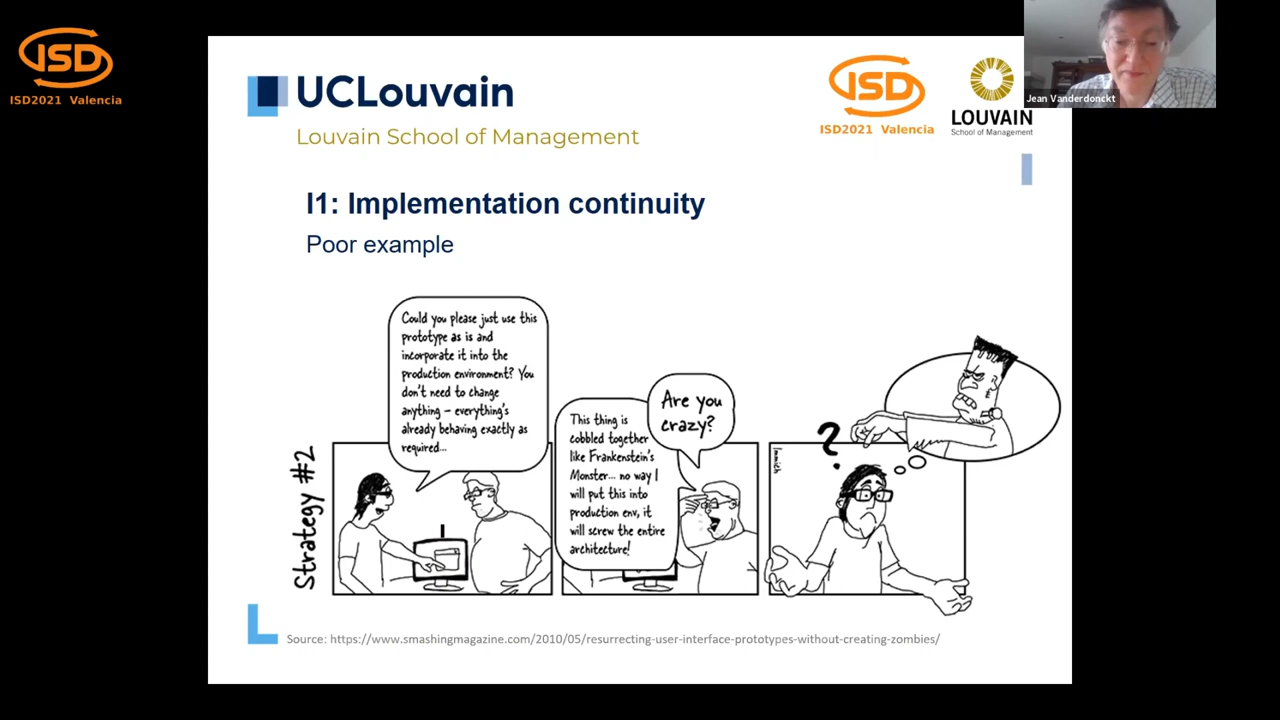 ISD
ISD2021 Valencia
UCLouvain
Louvain School of Management
ISD
ISD2021 Valencia
LOUVAIN
School of Management
Jean Vanderdonckt
I1: Implementation continuity
Poor example
Strategy #2
Could you please just use this
prototype as is and
incorporate it into the
production environment? You
don't need to change
anything – everything's
already behaving exactly as
required...
Are you
crazy?
This thing is
cobbled together
like Frankenstein's
Monster... no way I
will put this into
production env, it
will screw the entire
architecture!
Immich
?
Source: https://www.smashingmagazine.com/2010/05/resurrecting-user-interface-prototypes-without-creating-zombies/